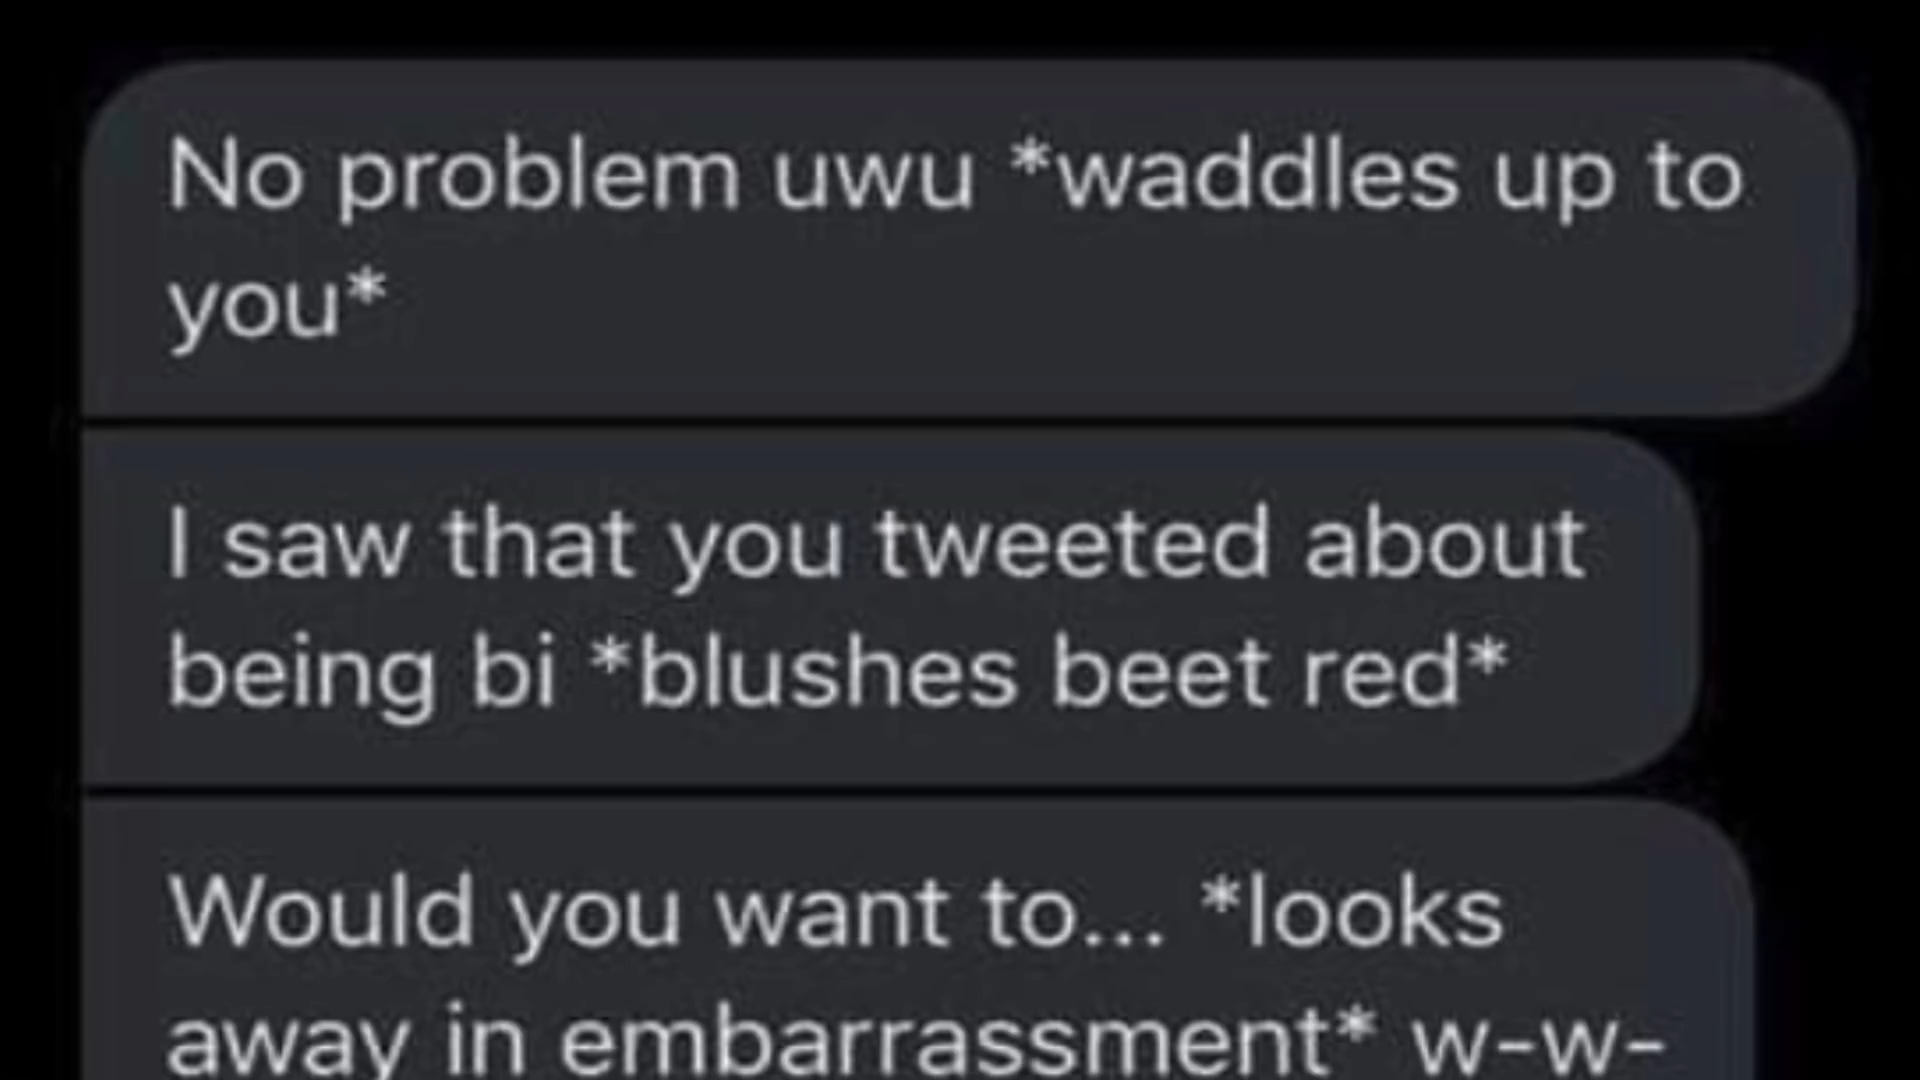 No problem uwu *waddles up to
you*
I saw that you tweeted about
being bi *blushes beet red*
Would you want to... *looks
away in embarrassment* w-w-